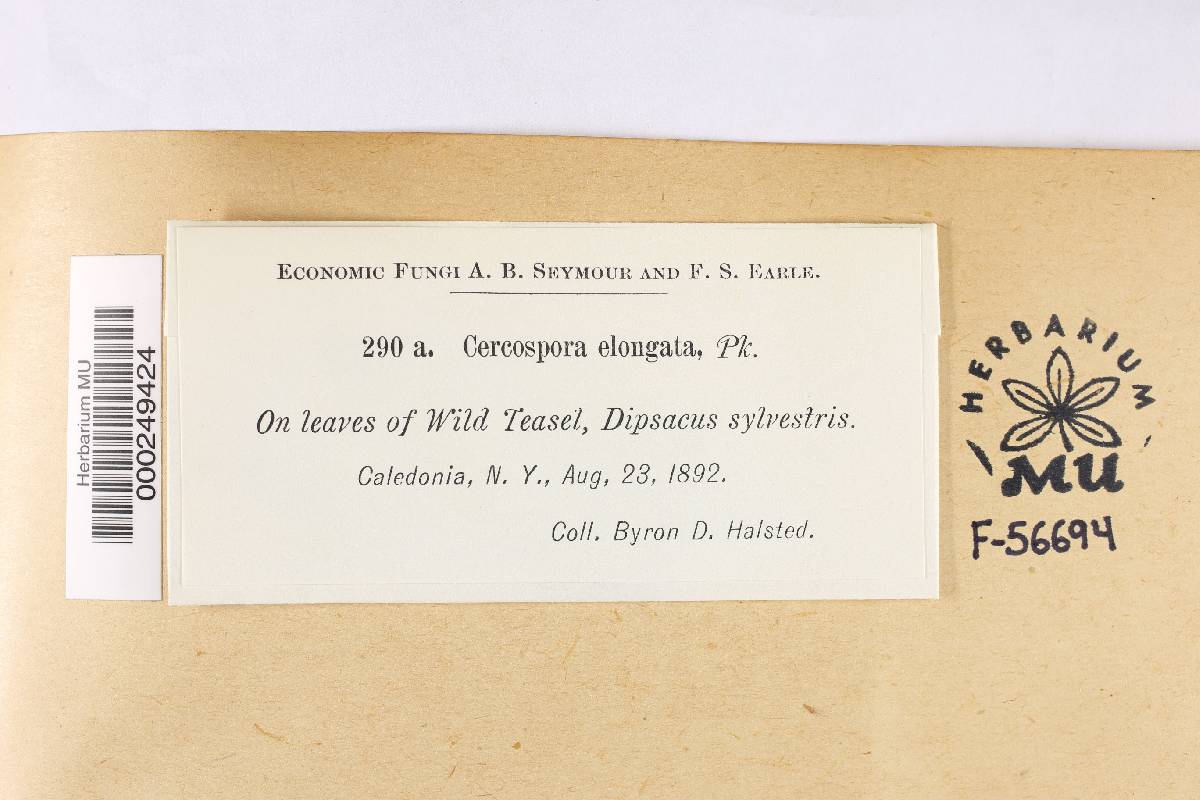 Economic Fungi A. B. Seymour and F. S. Earle.
290 a. Cercospora elongata, Pk.
On leaves of Wild Teasel, Dipsacus sylvestris.
Caledonia, N. Y., Aug, 23, 1892.
Coll. Byron D. Halsted.
Herbarium MU
000249424
HERBARIUM
MU
F-56694